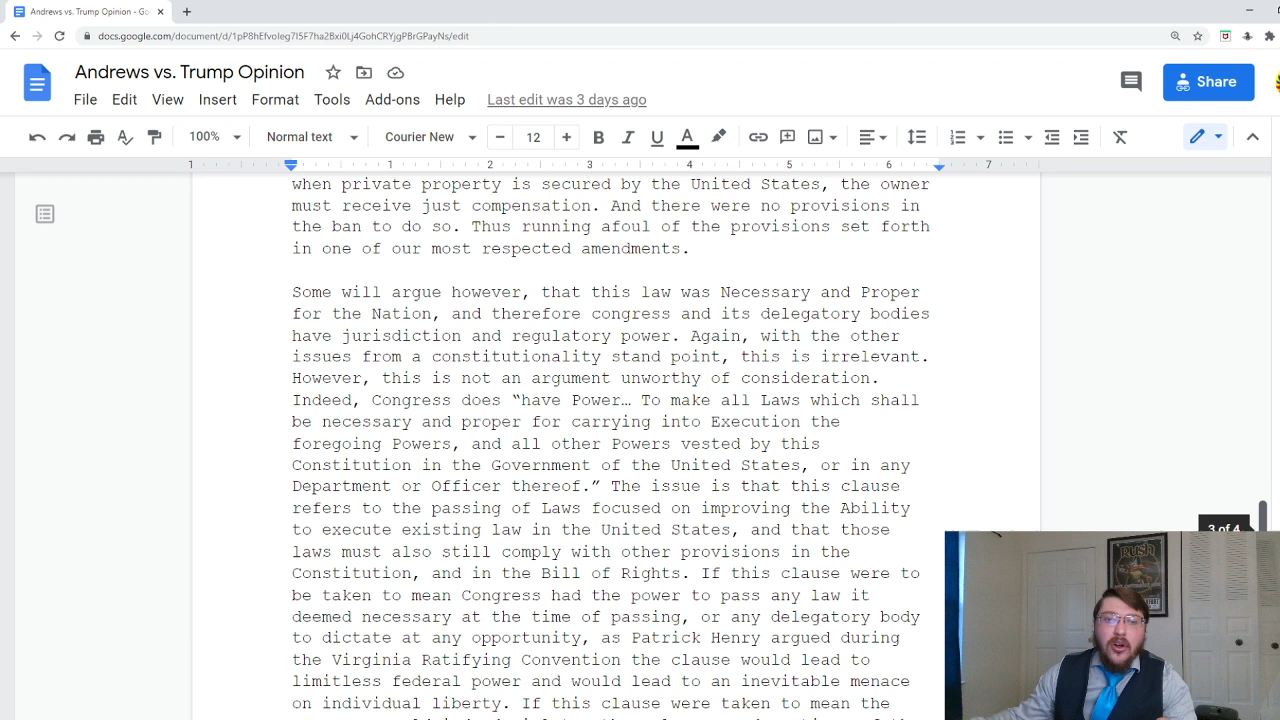 Andrews vs. Trump Opinion - Go
docs.google.com/document/d/1pP8hEfvoIeg7I5F7ha2Bxi0Lj4GohCRYjgPBrGPayNs/edit
Andrews vs. Trump Opinion
Share
File Edit View Insert Format Tools Add-ons Help Last edit was 3 days ago
100% Normal text Courier New 12
1 1 2 3 4 5 6 7
when private property is secured by the United States, the owner
must receive just compensation. And there were no provisions in
the ban to do so. Thus running afoul of the provisions set forth
in one of our most respected amendments.
Some will argue however, that this law was Necessary and Proper
for the Nation, and therefore congress and its delegatory bodies
have jurisdiction and regulatory power. Again, with the other
issues from a constitutionality stand point, this is irrelevant.
However, this is not an argument unworthy of consideration.
Indeed, Congress does “have Power… To make all Laws which shall
be necessary and proper for carrying into Execution the
foregoing Powers, and all other Powers vested by this
Constitution in the Government of the United States, or in any
Department or Officer thereof.” The issue is that this clause
refers to the passing of Laws focused on improving the Ability
to execute existing law in the United States, and that those
laws must also still comply with other provisions in the
Constitution, and in the Bill of Rights. If this clause were to
be taken to mean Congress had the power to pass any law it
deemed necessary at the time of passing, or any delegatory body
to dictate at any opportunity, as Patrick Henry argued during
the Virginia Ratifying Convention the clause would lead to
limitless federal power and would lead to an inevitable menace
on individual liberty. If this clause were taken to mean the
3 of 4
RUSH